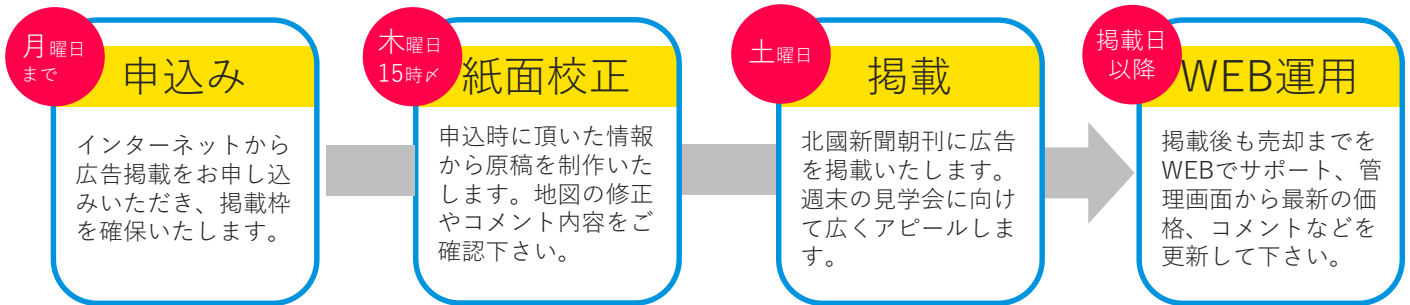 月曜日
まで
申込み
インターネットから
広告掲載をお申し込
みいただき、掲載枠
を確保いたします。
木曜日
15時〆
紙面校正
申込時に頂いた情報
から原稿を制作いた
します。地図の修正
やコメント内容をご
確認下さい。
土曜日
掲載
北國新聞朝刊に広告
を掲載いたします。
週末の見学会に向け
て広くアピールしま
す。
掲載日
以降
WEB運用
掲載後も売却までを
WEBでサポート、管
理画面から最新の価
格、コメントなどを
更新して下さい。